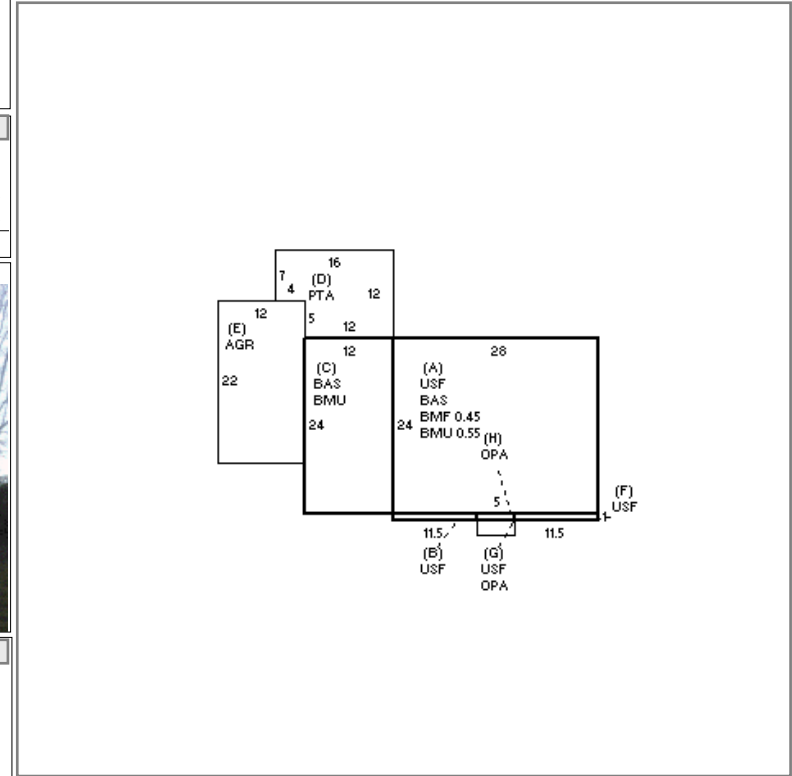 16
7
4
(D)
PTA
12
12
(E)
AGR
5
12
22
12
(C)
BAS
BMU
24
28
(A)
USF
BAS
BMF 0.45
BMU 0.55
24
(H)
OPA
5
(F)
USF
1
11.5
11.5
(B)
USF
(G)
USF
OPA